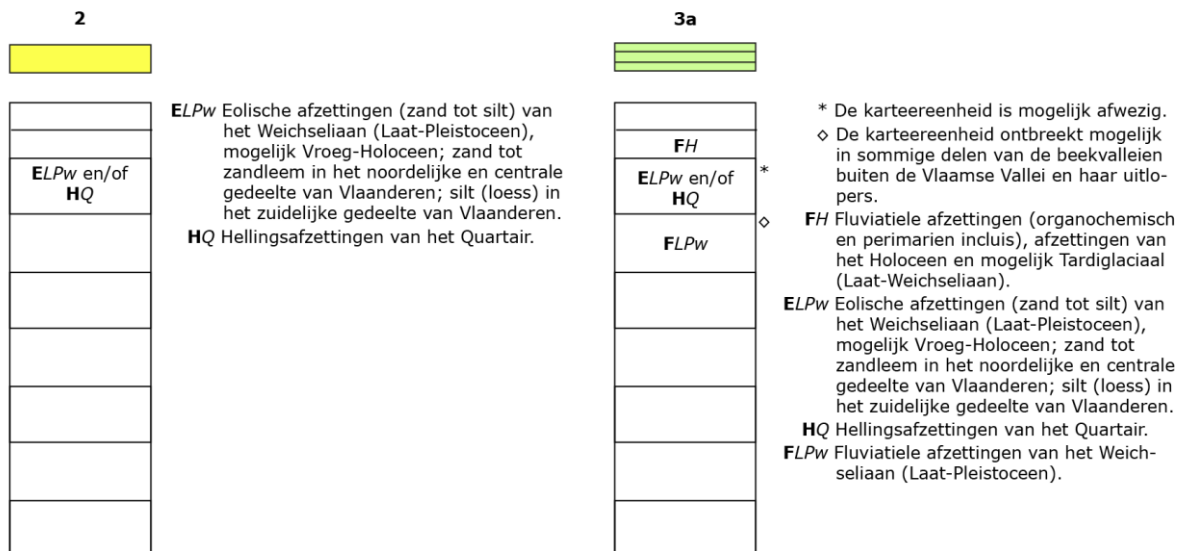 2
ELPw en/of
HQ
ELPw Eolische afzettingen (zand tot silt) van
het Weichseliaan (Laat-Pleistoceen),
mogelijk Vroeg-Holoceen; zand tot
zandleem in het noordelijke en centrale
gedeelte van Vlaanderen; silt (loess) in
het zuidelijke gedeelte van Vlaanderen.
HQ Hellingsafzettingen van het Quartair.
3a
FH
ELPw en/of *
HQ
◇
FLPw
* De karteereenheid is mogelijk afwezig.
◇ De karteereenheid ontbreekt mogelijk
in sommige delen van de beekvalleien
buiten de Vlaamse Vallei en haar uitlo-
pers.
FH Fluviatiele afzettingen (organochemisch
en perimarien incluis), afzettingen van
het Holoceen en mogelijk Tardiglaciaal
(Laat-Weichseliaan).
ELPw Eolische afzettingen (zand tot silt) van
het Weichseliaan (Laat-Pleistoceen),
mogelijk Vroeg-Holoceen; zand tot
zandleem in het noordelijke en centrale
gedeelte van Vlaanderen; silt (loess) in
het zuidelijke gedeelte van Vlaanderen.
HQ Hellingsafzettingen van het Quartair.
FLPw Fluviatiele afzettingen van het Weich-
seliaan (Laat-Pleistoceen).